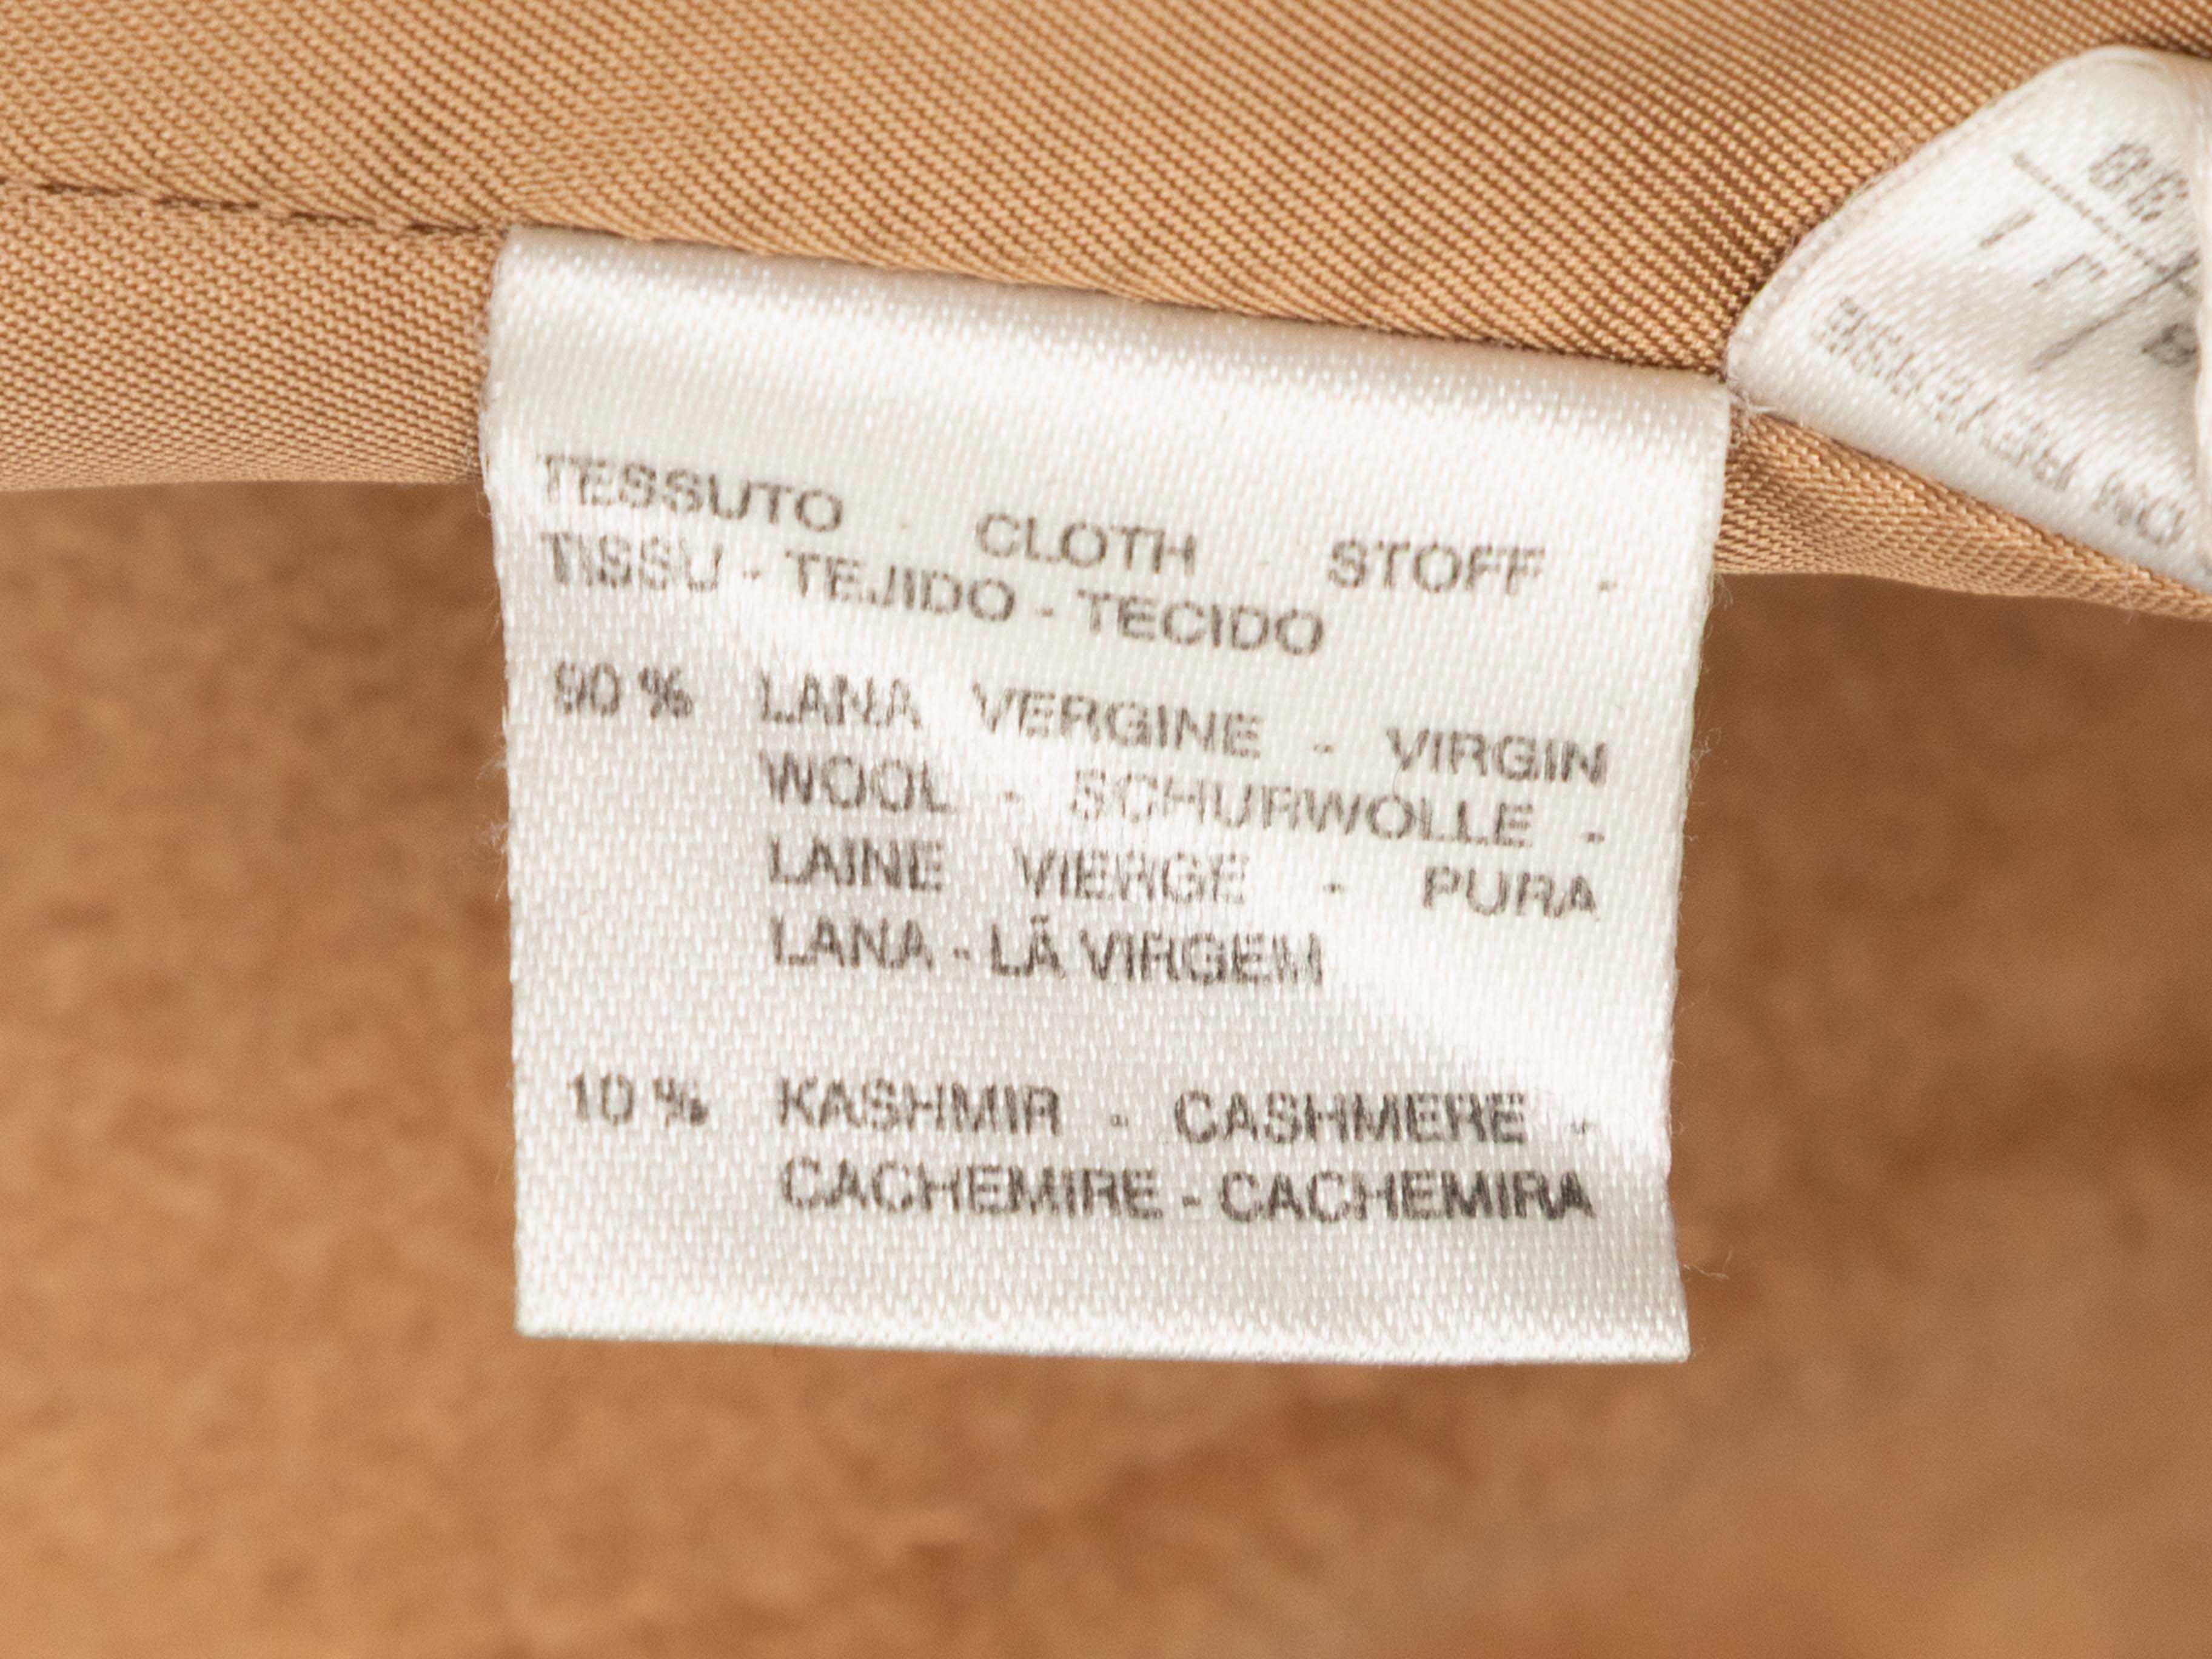 TESSUTO - CLOTH - STOFF -
TISSU - TEJIDO - TECIDO
90 % LANA VERGINE - VIRGIN
WOOL - SCHURWOLLE -
LAINE VIERGE - PURA
LANA - LÃ VIRGEM
10 % KASHMIR - CASHMERE -
CACHEMIRE - CACHEMIRA